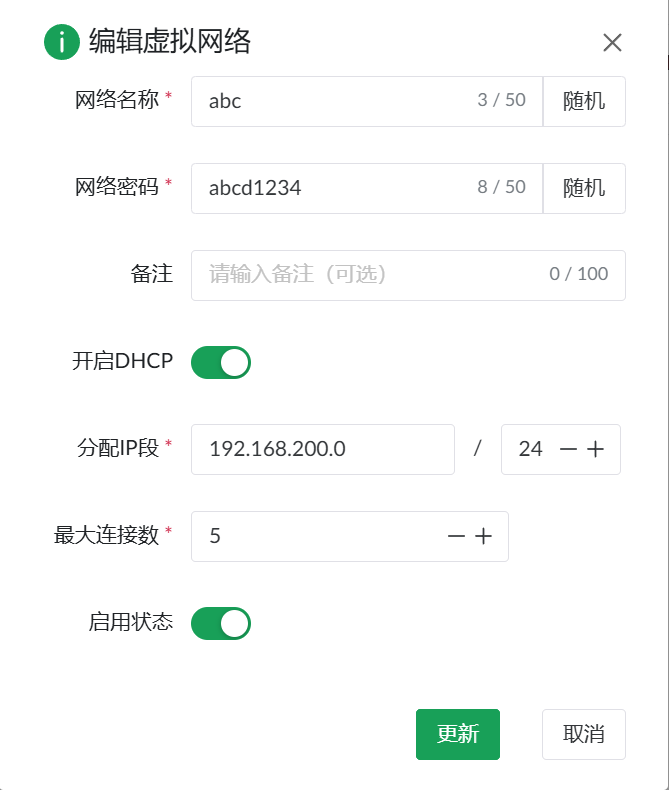 编辑虚拟网络
网络名称 * abc 3 / 50 随机
网络密码 * abcd1234 8 / 50 随机
备注 请输入备注（可选） 0 / 100
开启DHCP
分配IP段 * 192.168.200.0 / 24
最大连接数 * 5
启用状态
更新 取消